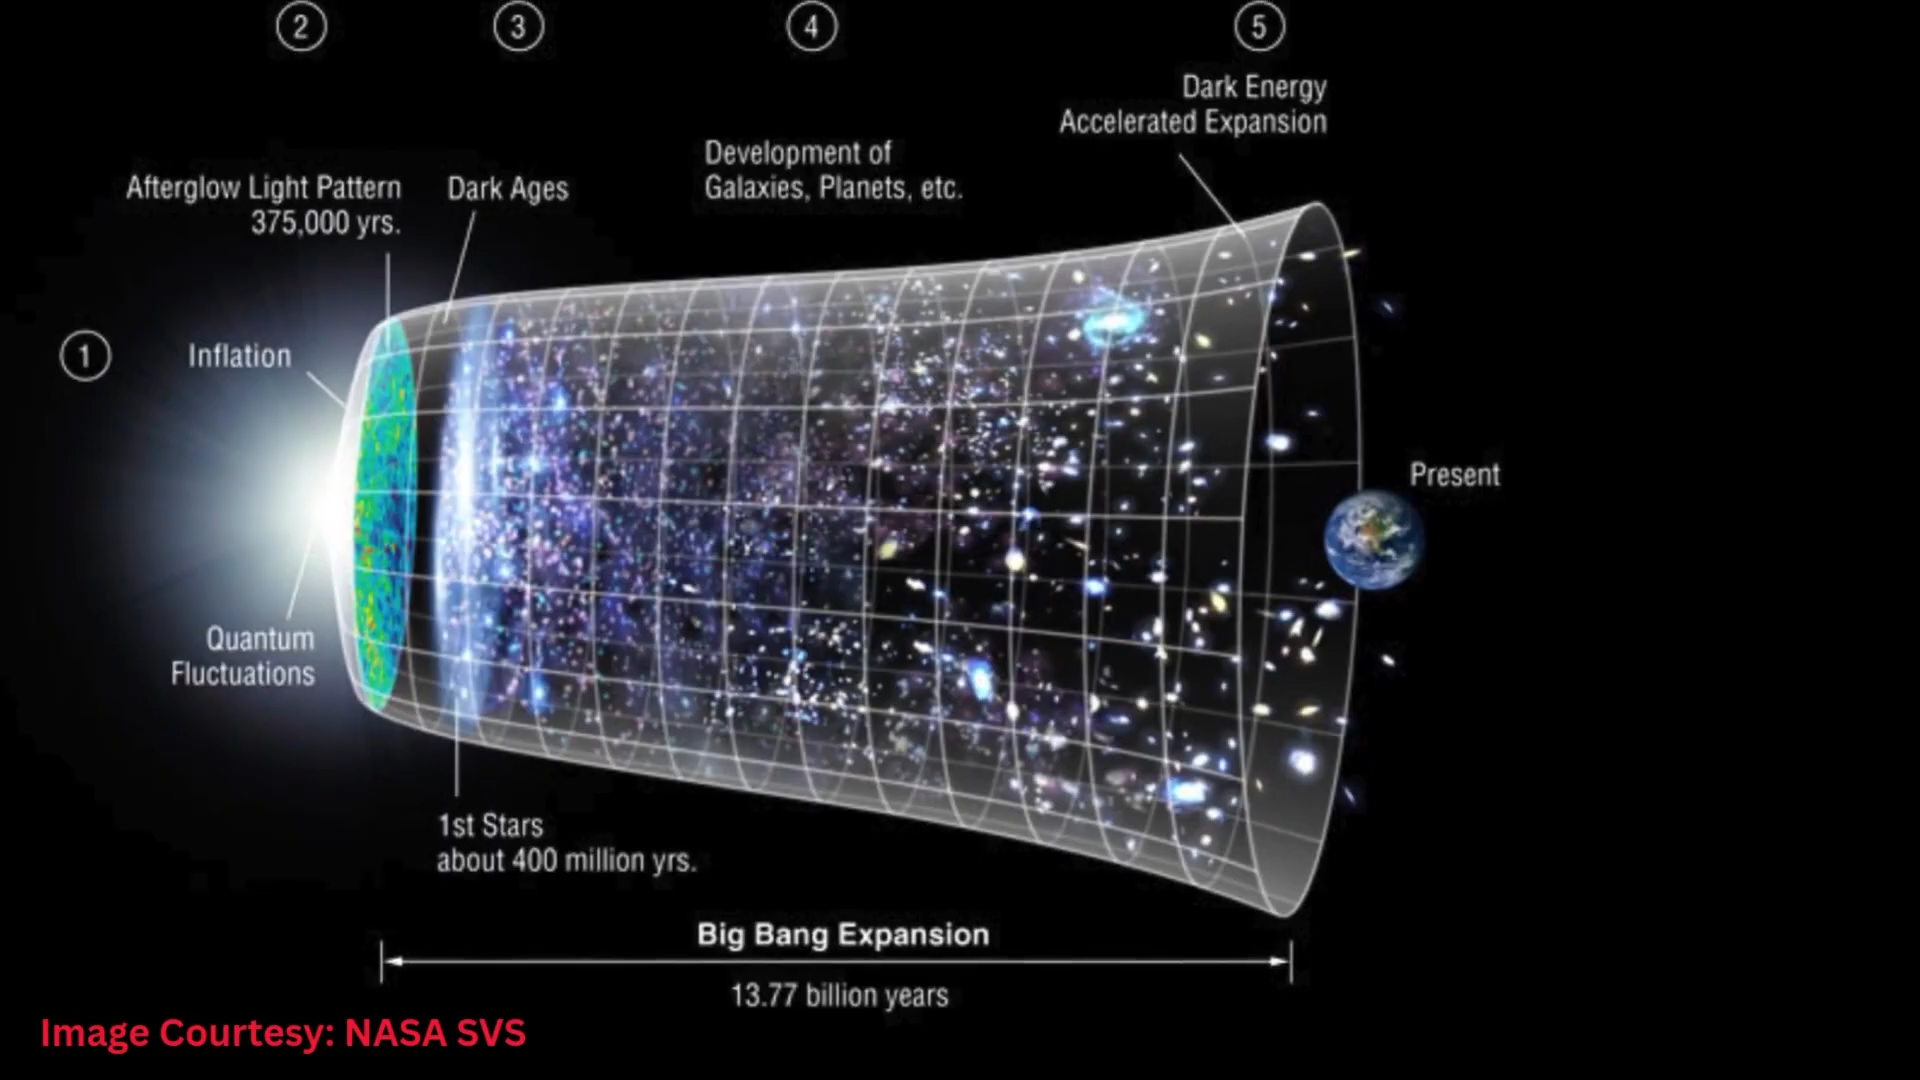 2
3
4
5
Dark Energy
Accelerated Expansion
Development of
Galaxies, Planets, etc.
Afterglow Light Pattern
375,000 yrs.
Dark Ages
1
Inflation
Present
Quantum
Fluctuations
1st Stars
about 400 million yrs.
Big Bang Expansion
13.77 billion years
Image Courtesy: NASA SVS